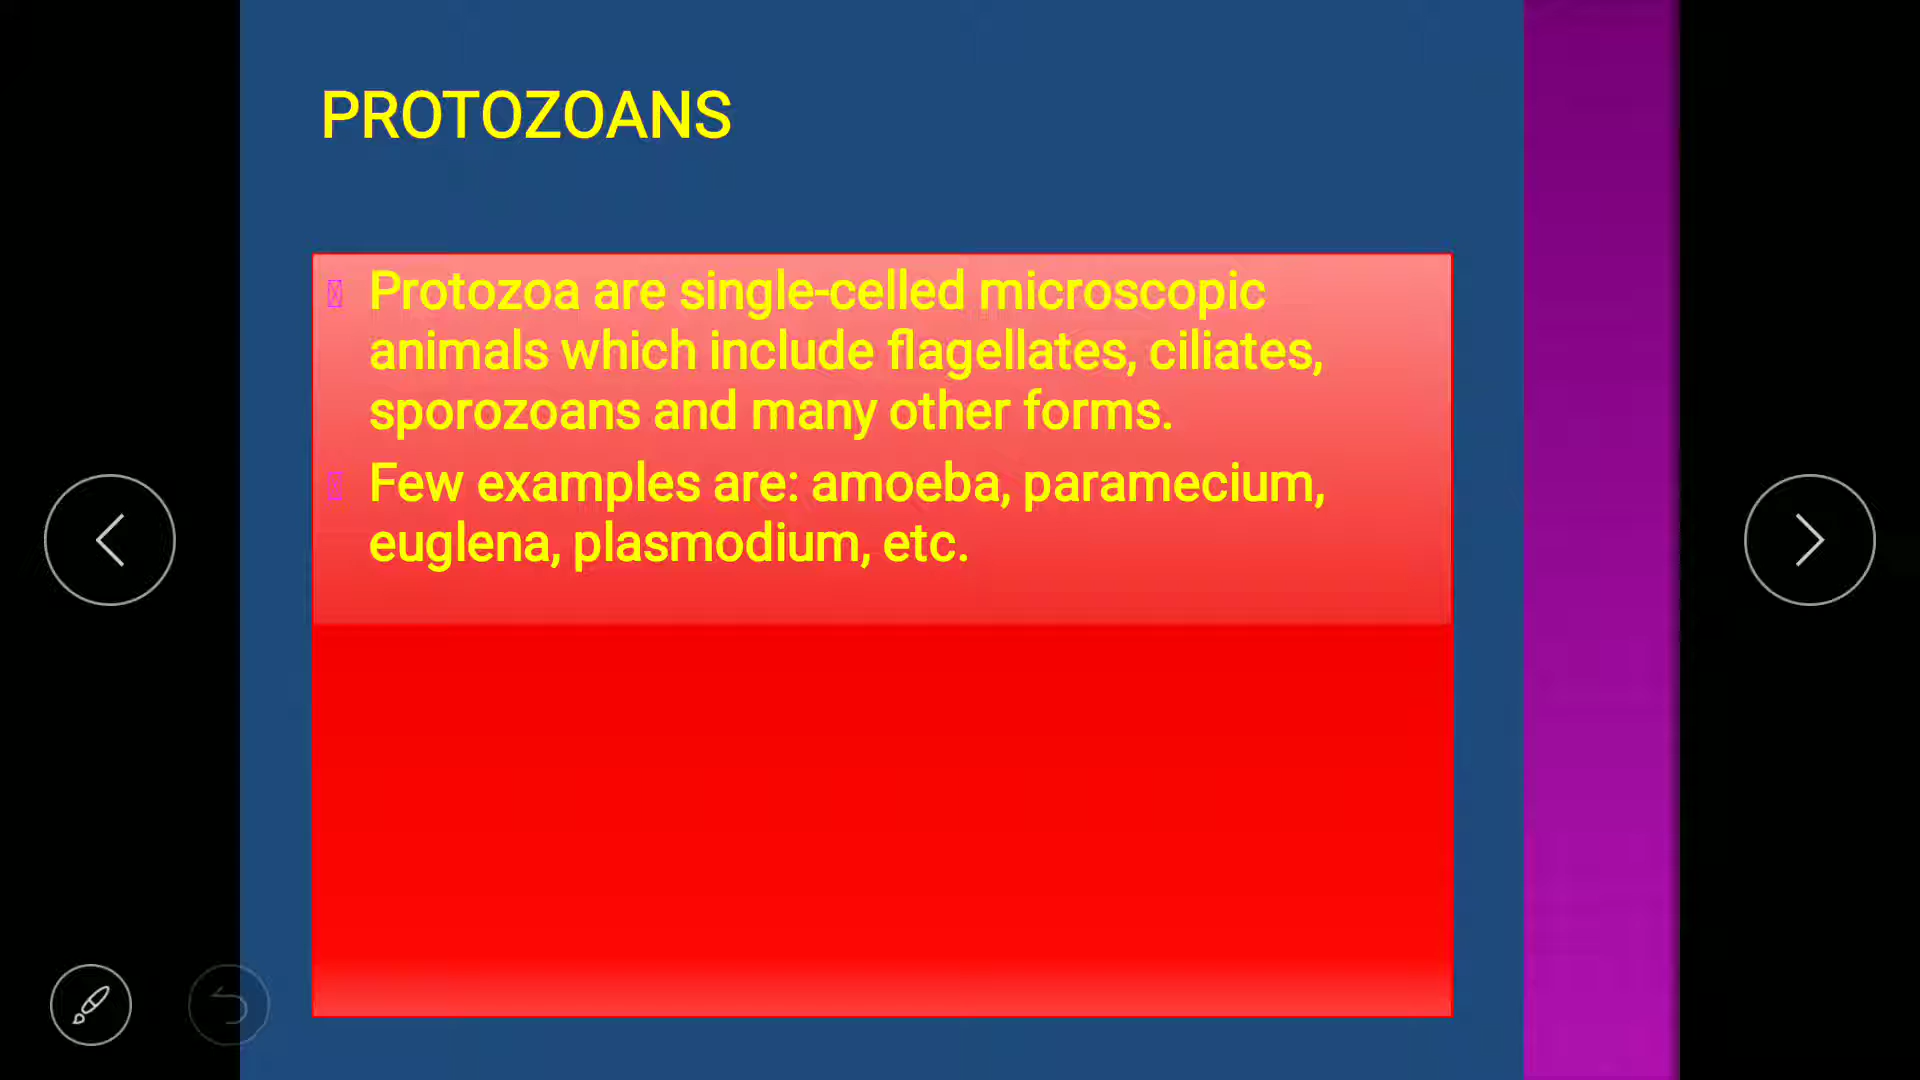 PROTOZOANS
Protozoa are single-celled microscopic
animals which include flagellates, ciliates,
sporozoans and many other forms.
Few examples are: amoeba, paramecium,
euglena, plasmodium, etc.